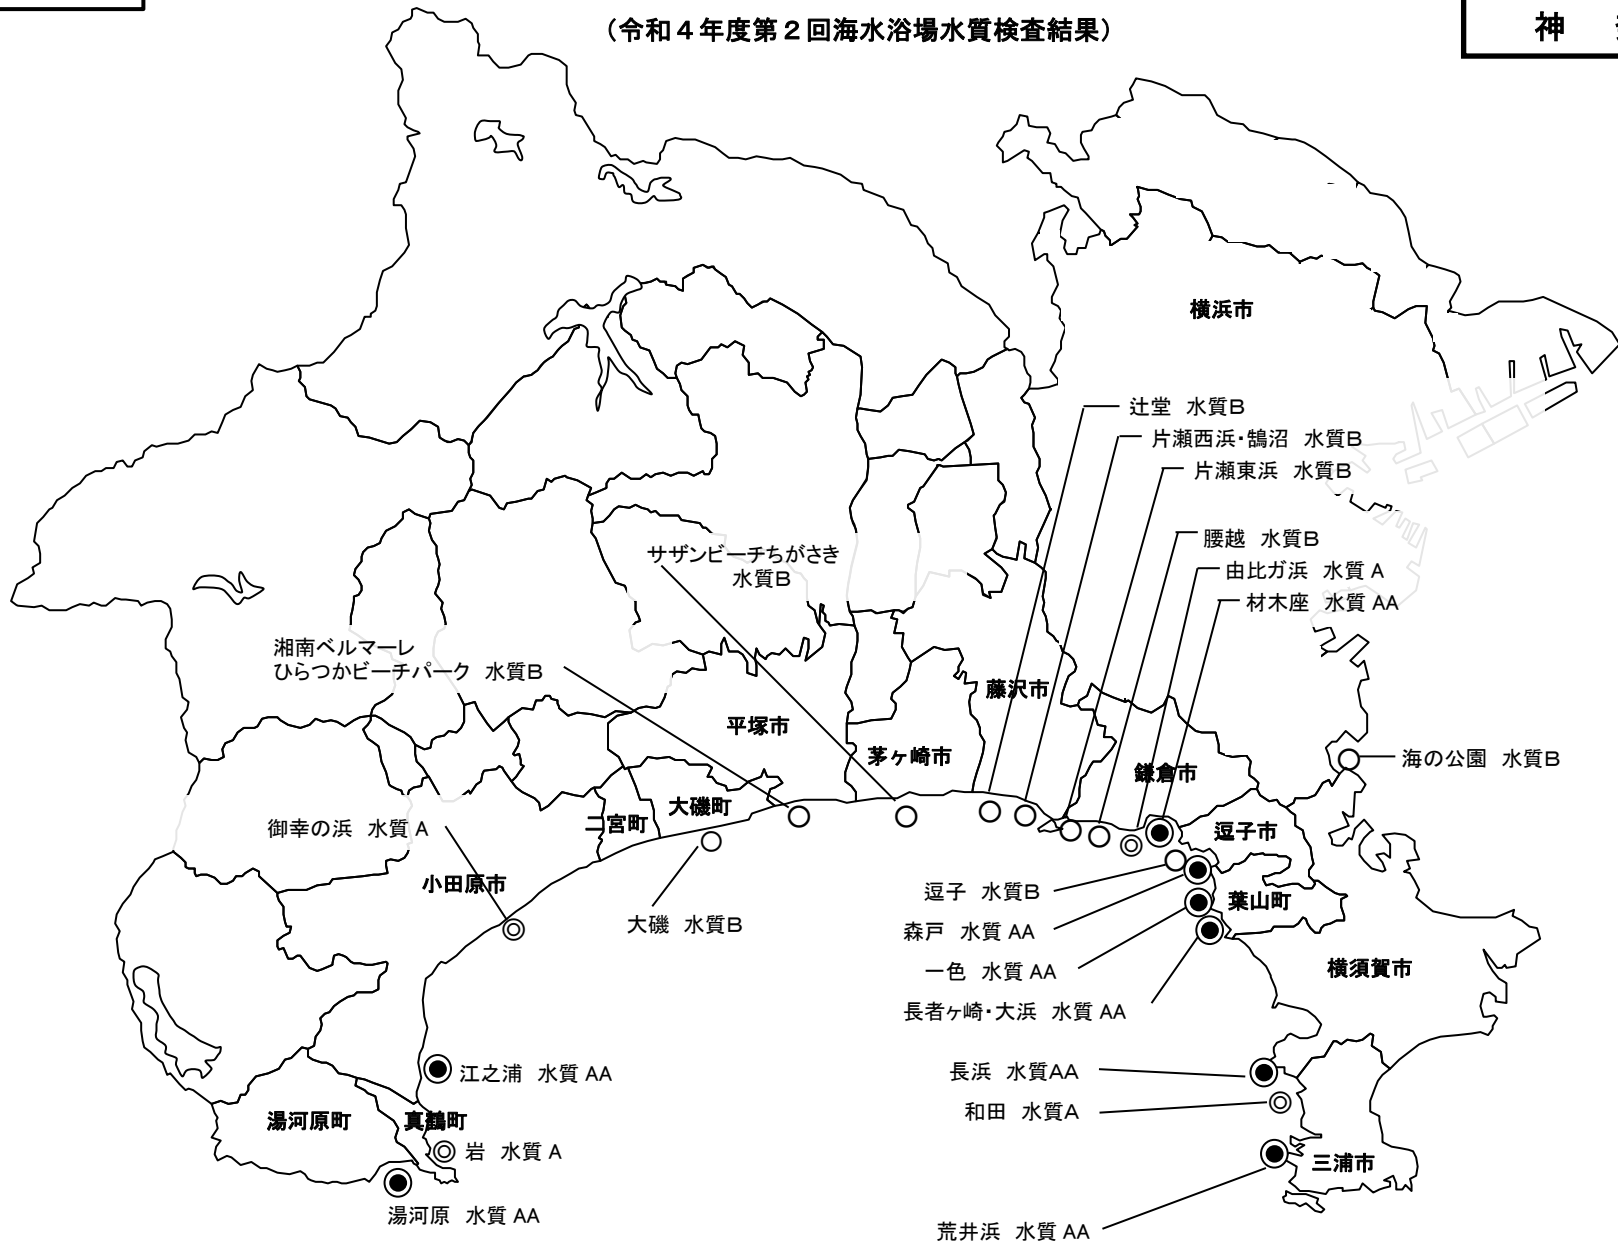 (令和４年度第２回海水浴場水質検査結果)
神
横浜市
辻堂　水質B
片瀬西浜・鵠沼　水質B
片瀬東浜　水質B
腰越　水質B
由比ガ浜　水質 A
材木座　水質 AA
サザンビーチちがさき
水質B
湘南ベルマーレ
ひらつかビーチパーク　水質B
藤沢市
平塚市
茅ヶ崎市
鎌倉市
海の公園　水質B
大磯町
二宮町
逗子市
御幸の浜　水質 A
小田原市
逗子　水質B
葉山町
大磯　水質B
森戸　水質 AA
一色　水質 AA
横須賀市
長者ヶ崎・大浜　水質 AA
江之浦　水質 AA
長浜　水質AA
和田　水質A
湯河原町
真鶴町
岩　水質 A
三浦市
湯河原　水質 AA
荒井浜　水質 AA